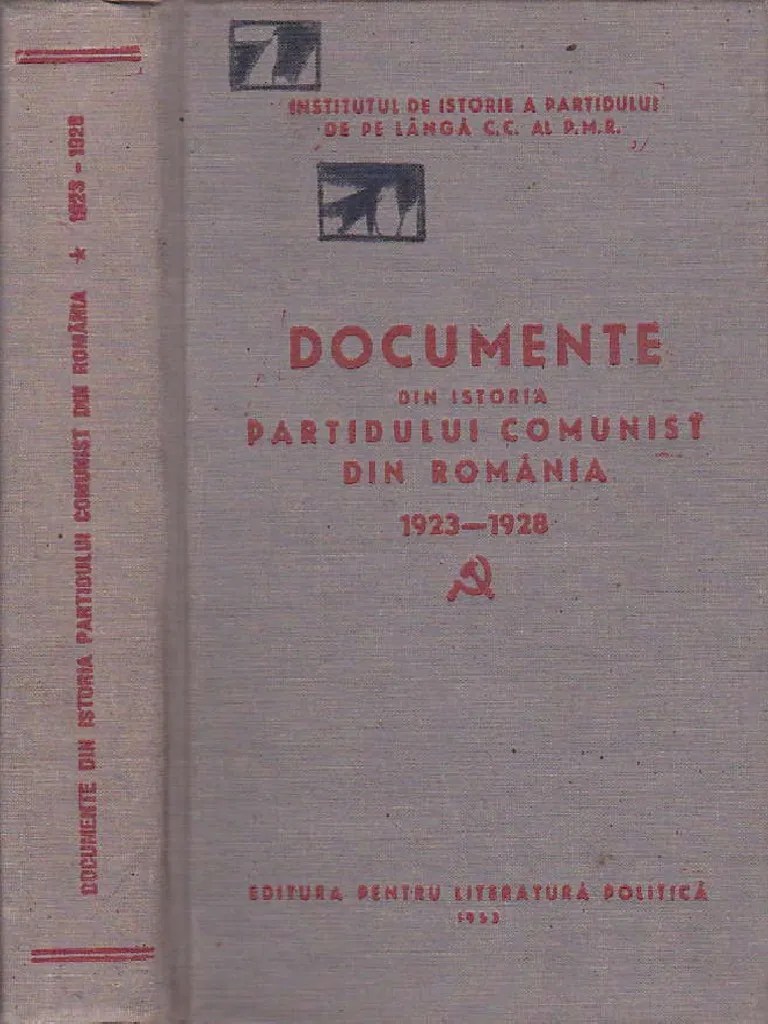 DOCUMENTE DIN ISTORIA PARTIDULUI COMUNIST DIN ROMÂNIA ★ 1923-1928
INSTITUTUL DE ISTORIE A PARTIDULUI
DE PE LÂNGĂ C.C. AL P.M.R.
DOCUMENTE
DIN ISTORIA
PARTIDULUI COMUNIST
DIN ROMÂNIA
1923—1928
EDITURA PENTRU LITERATURĂ POLITICĂ
1953